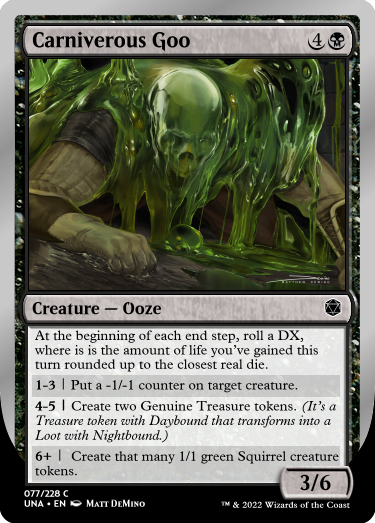 Carniverous Goo 4
MATTHEW DEMINO
Creature — Ooze
At the beginning of each end step, roll a DX,
where is is the amount of life you've gained this
turn rounded up to the closest real die.
1-3 | Put a -1/-1 counter on target creature.
4-5 | Create two Genuine Treasure tokens. (It's a
Treasure token with Daybound that transforms into a
Loot with Nightbound.)
6+ | Create that many 1/1 green Squirrel creature
tokens.
3/6
077/228 C
UNA • EN Matt DeMino
™ & 2022 Wizards of the Coast